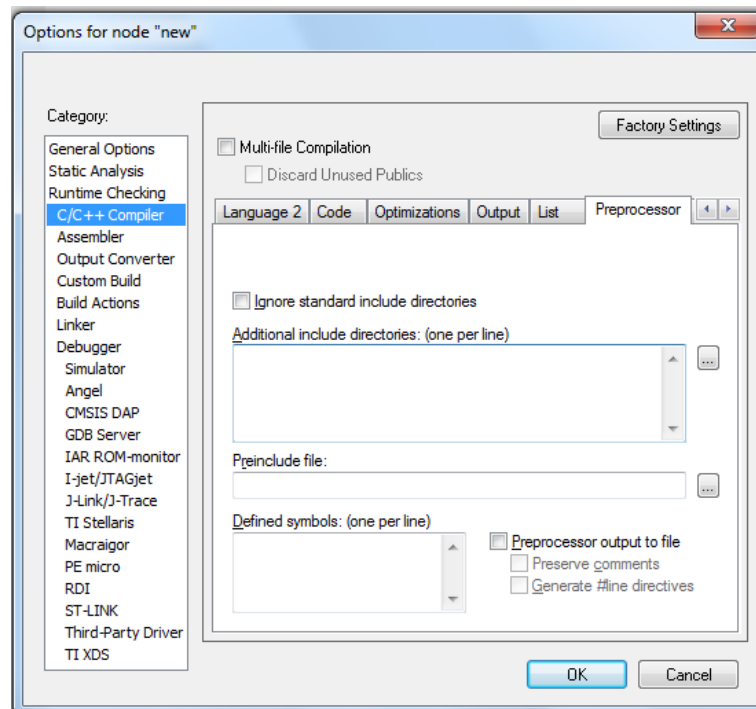 Options for node "new"
Category:
General Options
Static Analysis
Runtime Checking
C/C++ Compiler
Assembler
Output Converter
Custom Build
Build Actions
Linker
Debugger
Simulator
Angel
CMSIS DAP
GDB Server
IAR ROM-monitor
I-jet/JTAGjet
J-Link/J-Trace
TI Stellaris
Macraigor
PE micro
RDI
ST-LINK
Third-Party Driver
TI XDS
Factory Settings
Multi-file Compilation
Discard Unused Publics
Language 2 Code Optimizations Output List Preprocessor
Ignore standard include directories
Additional include directories: (one per line)
...
Preinclude file:
...
Defined symbols: (one per line)
Preprocessor output to file
Preserve comments
Generate #line directives
OK Cancel